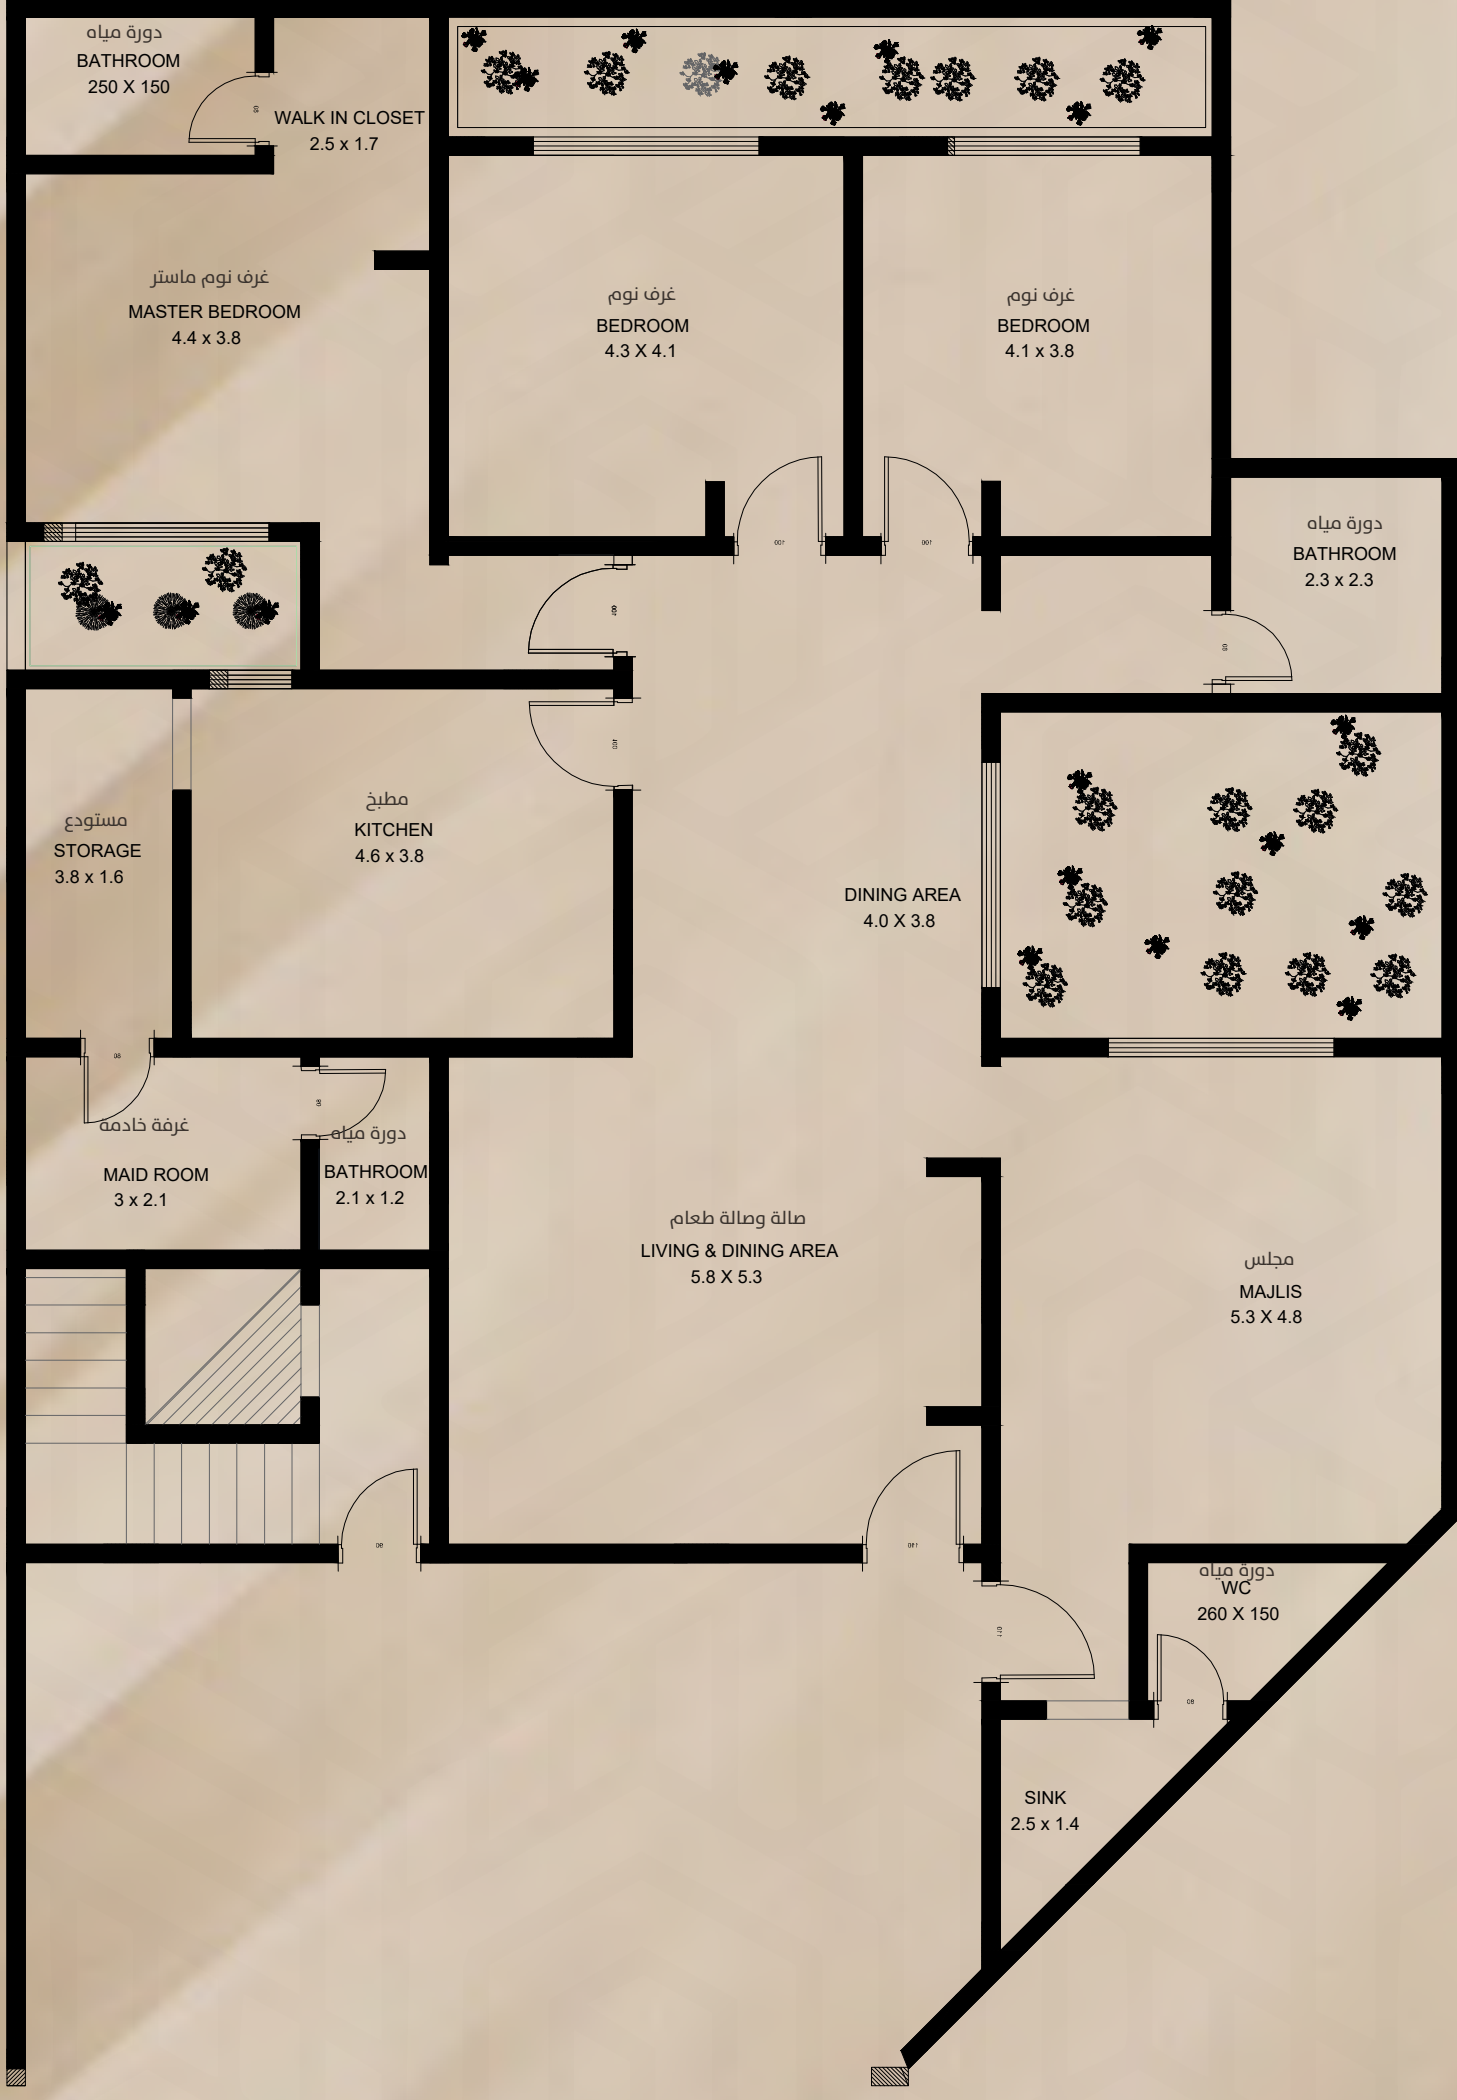 دورة مياه
BATHROOM
250 X 150
WALK IN CLOSET
2.5 x 1.7
غرف نوم ماستر
MASTER BEDROOM
4.4 x 3.8
غرف نوم
BEDROOM
4.3 X 4.1
غرف نوم
BEDROOM
4.1 x 3.8
دورة مياه
BATHROOM
2.3 x 2.3
مطبخ
KITCHEN
4.6 x 3.8
مستودع
STORAGE
3.8 x 1.6
DINING AREA
4.0 X 3.8
غرفة خادمة
MAID ROOM
3 x 2.1
دورة مياه
BATHROOM
2.1 x 1.2
صالة وصالة طعام
LIVING & DINING AREA
5.8 X 5.3
مجلس
MAJLIS
5.3 X 4.8
دورة مياه
WC
260 X 150
SINK
2.5 x 1.4